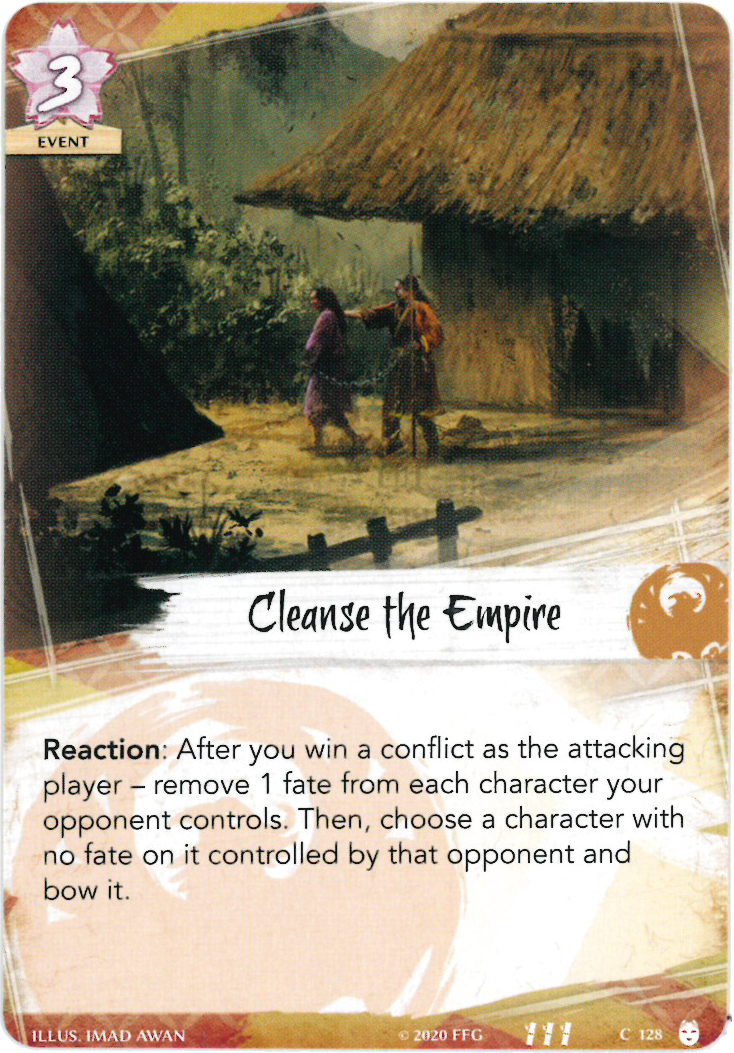 3
EVENT
Cleanse the Empire
Reaction: After you win a conflict as the attacking
player – remove 1 fate from each character your
opponent controls. Then, choose a character with
no fate on it controlled by that opponent and
bow it.
ILLUS. IMAD AWAN
© 2020 FFG
C 128